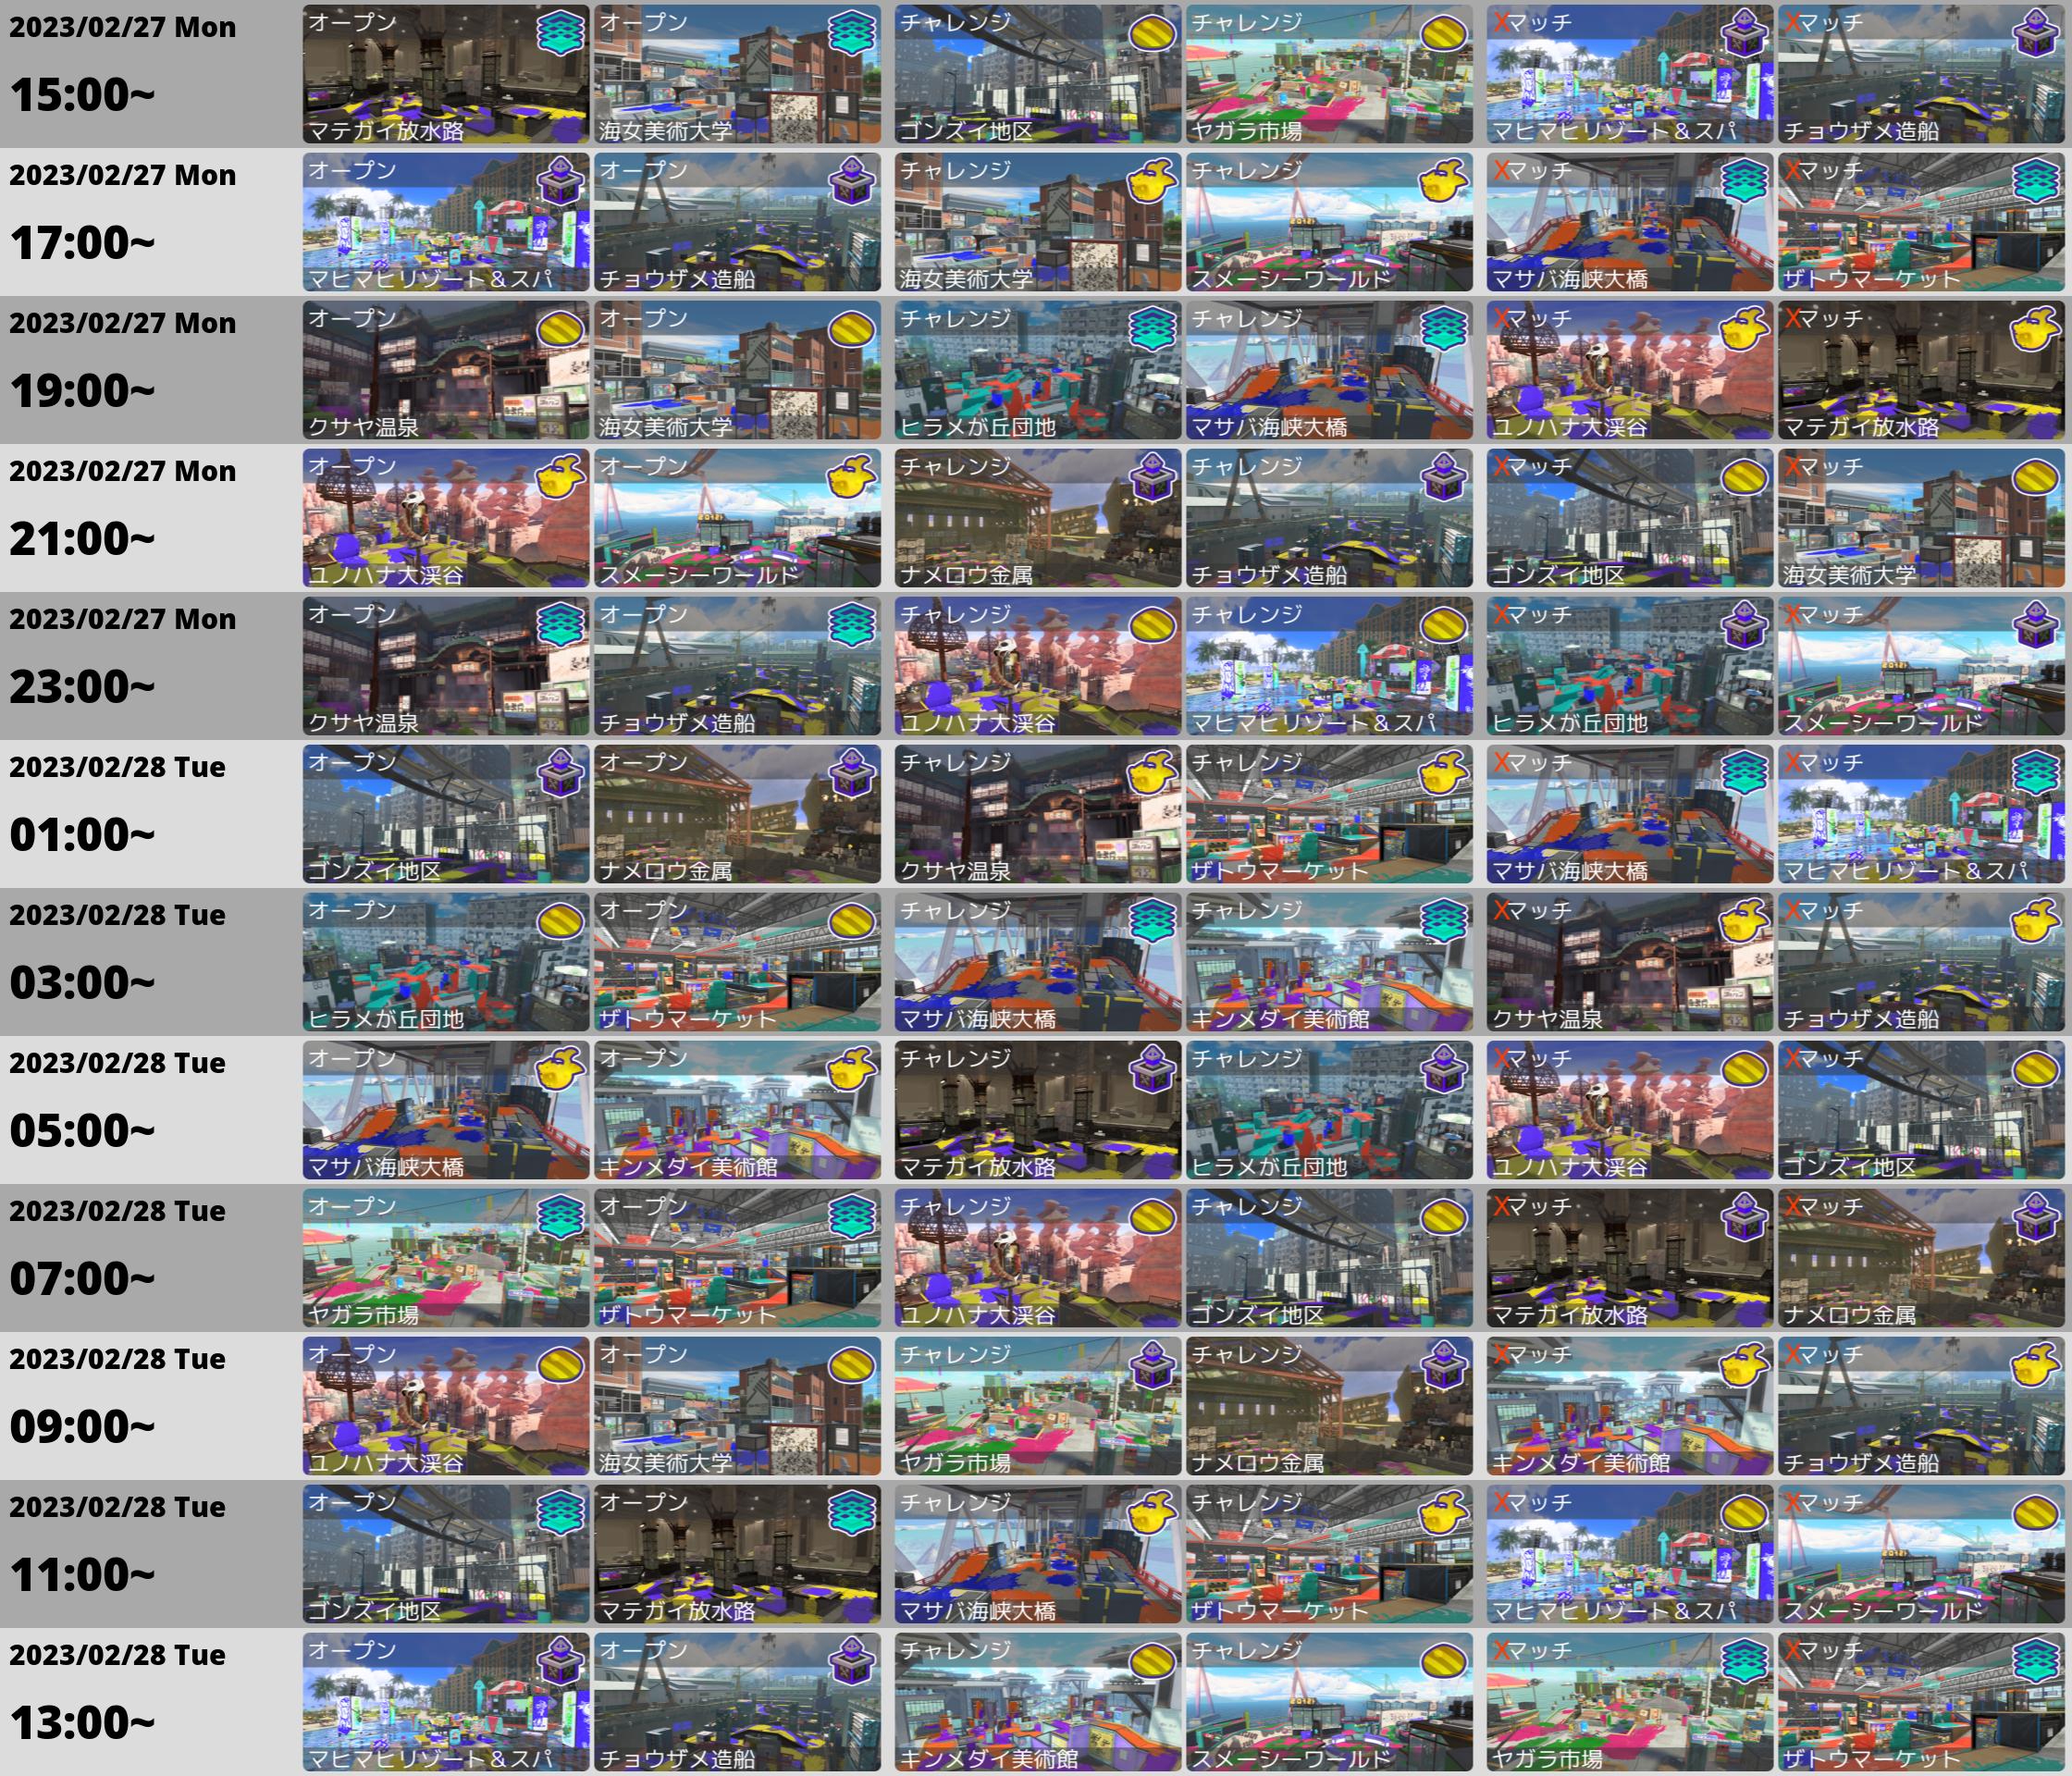 2023/02/27 Mon
15:00~
オープン オープン チャレンジ チャレンジ Xマッチ Xマッチ
マテガイ放水路 海女美術大学 ゴンズイ地区 ヤガラ市場 マヒマヒリゾート＆スパ チョウザメ造船
2023/02/27 Mon
17:00~
オープン オープン チャレンジ チャレンジ Xマッチ Xマッチ
マヒマヒリゾート＆スパ チョウザメ造船 海女美術大学 スメーシーワールド マサバ海峡大橋 ザトウマーケット
2023/02/27 Mon
19:00~
オープン オープン チャレンジ チャレンジ Xマッチ Xマッチ
クサヤ温泉 海女美術大学 ヒラメが丘団地 マサバ海峡大橋 ユノハナ大渓谷 マテガイ放水路
2023/02/27 Mon
21:00~
オープン オープン チャレンジ チャレンジ Xマッチ Xマッチ
ユノハナ大渓谷 スメーシーワールド ナメロウ金属 チョウザメ造船 ゴンズイ地区 海女美術大学
2023/02/27 Mon
23:00~
オープン オープン チャレンジ チャレンジ Xマッチ Xマッチ
クサヤ温泉 チョウザメ造船 ユノハナ大渓谷 マヒマヒリゾート＆スパ ヒラメが丘団地 スメーシーワールド
2023/02/28 Tue
01:00~
オープン オープン チャレンジ チャレンジ Xマッチ Xマッチ
ゴンズイ地区 ナメロウ金属 クサヤ温泉 ザトウマーケット マサバ海峡大橋 マヒマヒリゾート＆スパ
2023/02/28 Tue
03:00~
オープン オープン チャレンジ チャレンジ Xマッチ Xマッチ
ヒラメが丘団地 ザトウマーケット マサバ海峡大橋 キンメダイ美術館 クサヤ温泉 チョウザメ造船
2023/02/28 Tue
05:00~
オープン オープン チャレンジ チャレンジ Xマッチ Xマッチ
マサバ海峡大橋 キンメダイ美術館 マテガイ放水路 ヒラメが丘団地 ユノハナ大渓谷 ゴンズイ地区
2023/02/28 Tue
07:00~
オープン オープン チャレンジ チャレンジ Xマッチ Xマッチ
ヤガラ市場 ザトウマーケット ユノハナ大渓谷 ゴンズイ地区 マテガイ放水路 ナメロウ金属
2023/02/28 Tue
09:00~
オープン オープン チャレンジ チャレンジ Xマッチ Xマッチ
ユノハナ大渓谷 海女美術大学 ヤガラ市場 ナメロウ金属 キンメダイ美術館 チョウザメ造船
2023/02/28 Tue
11:00~
オープン オープン チャレンジ チャレンジ Xマッチ Xマッチ
ゴンズイ地区 マテガイ放水路 マサバ海峡大橋 ザトウマーケット マヒマヒリゾート＆スパ スメーシーワールド
2023/02/28 Tue
13:00~
オープン オープン チャレンジ チャレンジ Xマッチ Xマッチ
マヒマヒリゾート＆スパ チョウザメ造船 キンメダイ美術館 スメーシーワールド ヤガラ市場 ザトウマーケット